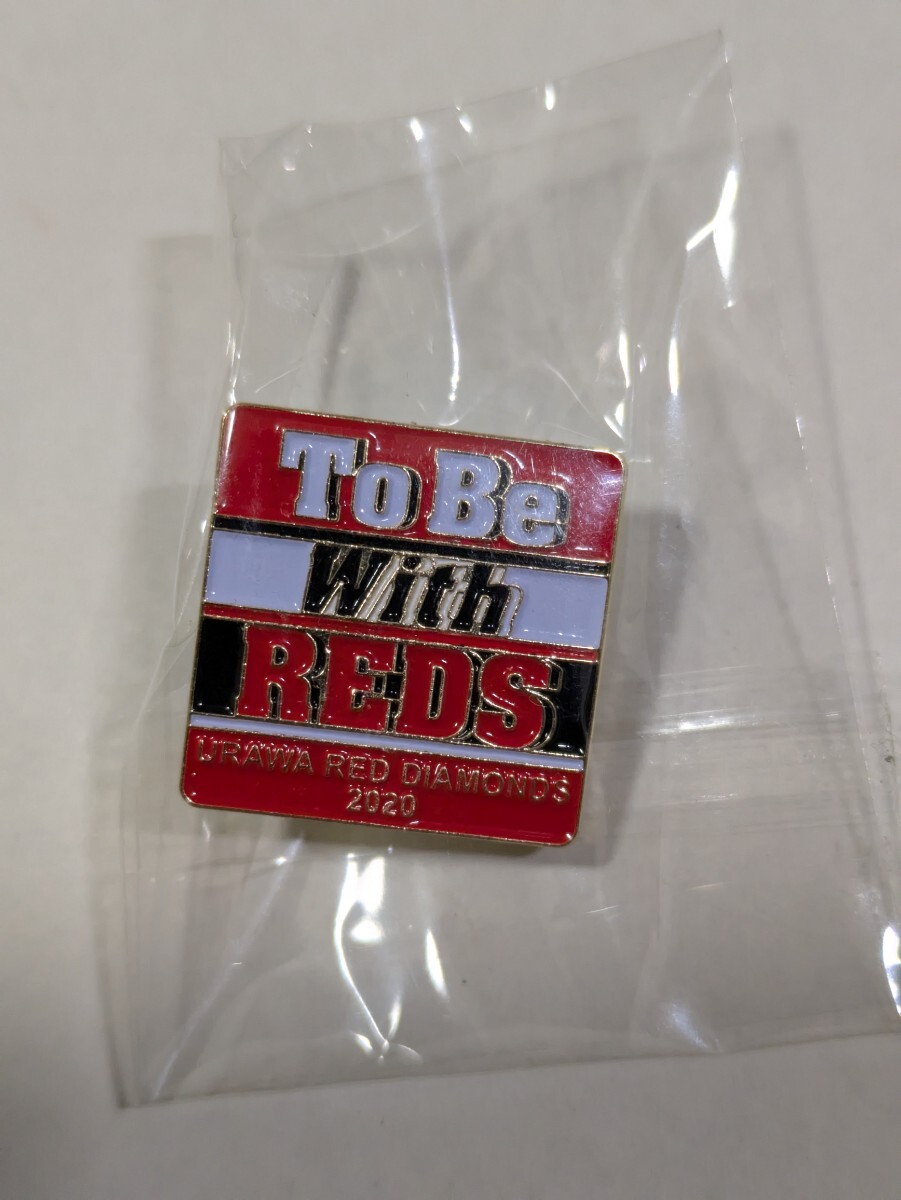 To Be
With
REDS
URAWA RED DIAMONDS
2020